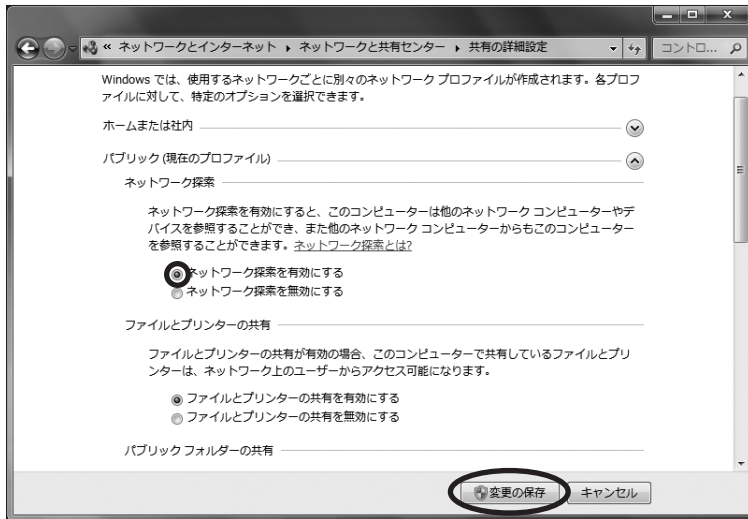 « ネットワークとインターネット ▸ ネットワークと共有センター ▸ 共有の詳細設定
コントロ...
Windows では、使用するネットワークごとに別々のネットワーク プロファイルが作成されます。各プロフ
ァイルに対して、特定のオプションを選択できます。
ホームまたは社内
パブリック (現在のプロファイル)
ネットワーク探索
ネットワーク探索を有効にすると、このコンピューターは他のネットワーク コンピューターやデ
バイスを参照することができ、また他のネットワーク コンピューターからもこのコンピューター
を参照することができます。ネットワーク探索とは?
ネットワーク探索を有効にする
ネットワーク探索を無効にする
ファイルとプリンターの共有
ファイルとプリンターの共有が有効の場合、このコンピューターで共有しているファイルとプリ
ンターは、ネットワーク上のユーザーからアクセス可能になります。
ファイルとプリンターの共有を有効にする
ファイルとプリンターの共有を無効にする
パブリック フォルダーの共有
変更の保存
キャンセル